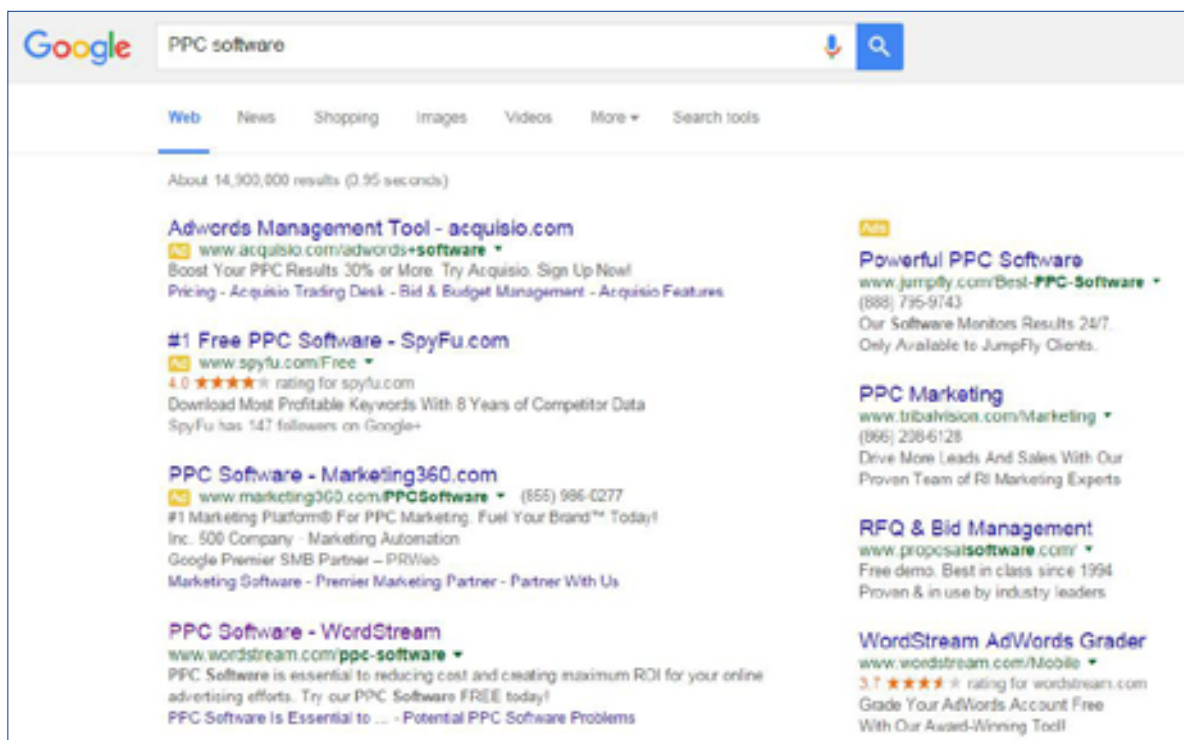 Google
PPC software
Web News Shopping Images Videos More Search tools
About 14,900,000 results (0.95 seconds)
Adwords Management Tool - acquisio.com
Ad www.acquisio.com/adwords+software
Boost Your PPC Results 30% or More. Try Acquisio. Sign Up Now!
Pricing - Acquisio Trading Desk - Bid & Budget Management - Acquisio Features
#1 Free PPC Software - SpyFu.com
Ad www.spyfu.com/Free
4.0 ★★★★★ rating for spyfu.com
Download Most Profitable Keywords With 8 Years of Competitor Data
SpyFu has 147 followers on Google+
PPC Software - Marketing360.com
Ad www.marketing360.com/PPCSoftware (855) 986-0277
#1 Marketing Platform® For PPC Marketing. Fuel Your Brand™ Today!
Inc. 500 Company · Marketing Automation
Google Premier SMB Partner – PRWeb
Marketing Software - Premier Marketing Partner - Partner With Us
PPC Software - WordStream
www.wordstream.com/ppc-software
PPC Software is essential to reducing cost and creating maximum ROI for your online
advertising efforts. Try our PPC Software FREE today!
PPC Software Is Essential to ... - Potential PPC Software Problems
Ads
Powerful PPC Software
www.jumpfly.com/Best-PPC-Software
(888) 795-9743
Our Software Monitors Results 24/7.
Only Available to JumpFly Clients.
PPC Marketing
www.tribalvision.com/Marketing
(866) 208-6128
Drive More Leads And Sales With Our
Proven Team of RI Marketing Experts
RFQ & Bid Management
www.proposalsoftware.com/
Free demo. Best in class since 1994
Proven & in use by industry leaders
WordStream AdWords Grader
www.wordstream.com/Mobile
3.7 ★★★★★ rating for wordstream.com
Grade Your AdWords Account Free
With Our Award-Winning Tool!